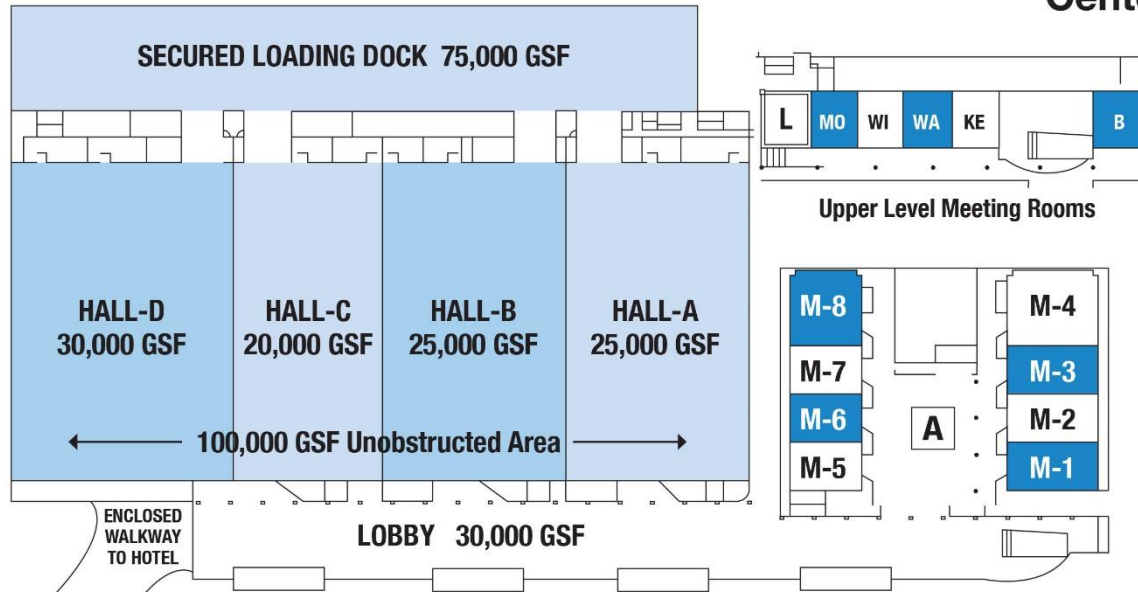 Cente
SECURED LOADING DOCK 75,000 GSF
L
MO
WI
WA
KE
B
Upper Level Meeting Rooms
HALL-D
30,000 GSF
HALL-C
20,000 GSF
HALL-B
25,000 GSF
HALL-A
25,000 GSF
100,000 GSF Unobstructed Area
M-8
M-7
M-6
M-5
A
M-4
M-3
M-2
M-1
ENCLOSED
WALKWAY
TO HOTEL
LOBBY 30,000 GSF